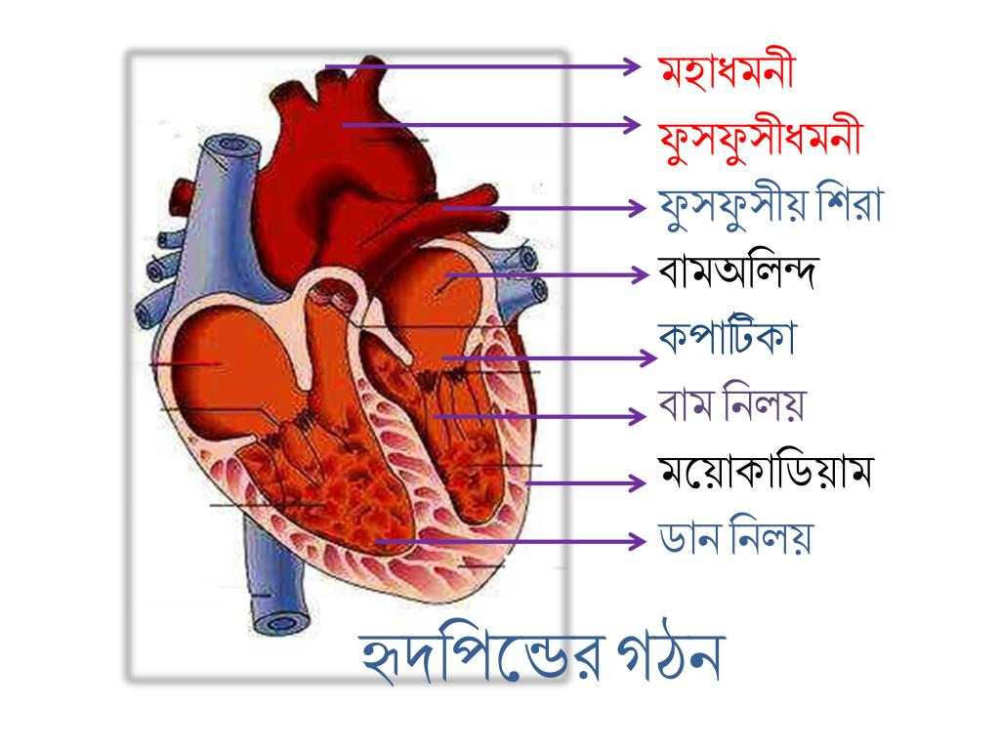 মহাধমনী
ফুসফুসীধমনী
ফুসফুসীয় শিরা
বামঅলিন্দ
কপাটিকা
বাম নিলয়
ময়োকাডিয়াম
ডান নিলয়
হৃদপিন্ডের গঠন